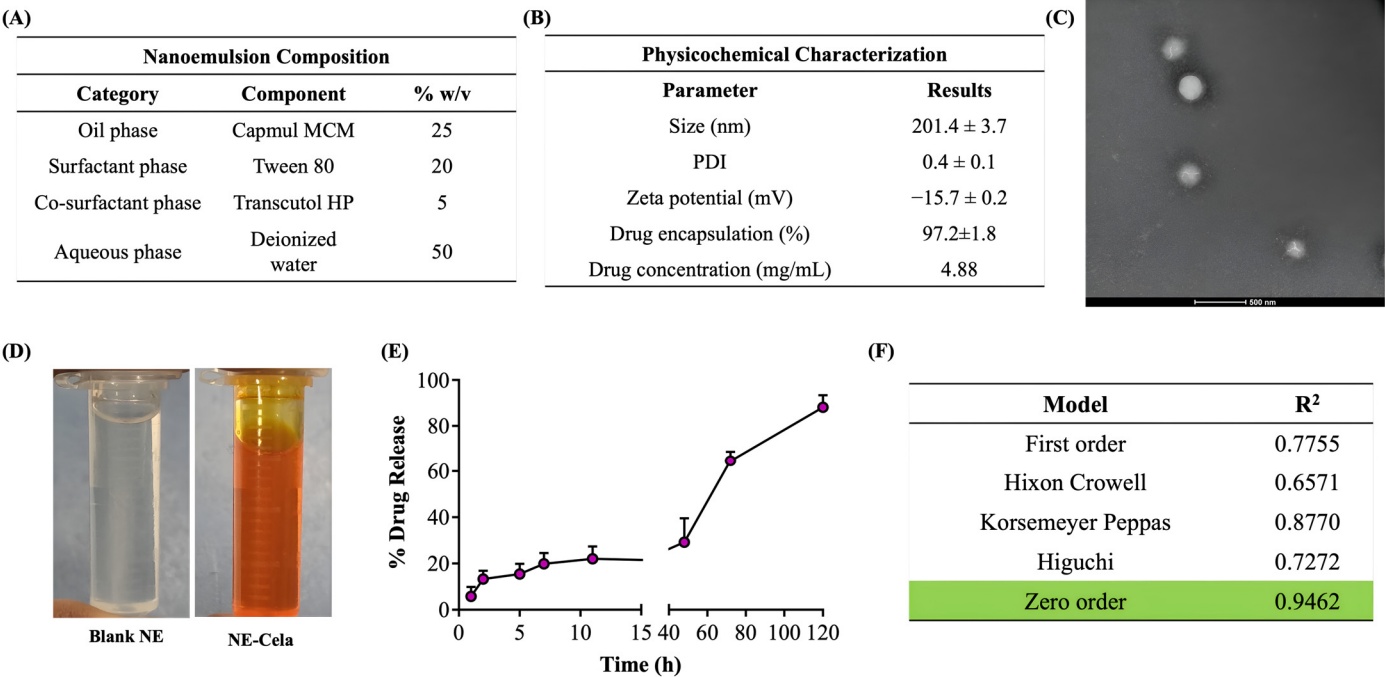 (A)
Nanoemulsion Composition
Category Component % w/v
Oil phase Capmul MCM 25
Surfactant phase Tween 80 20
Co-surfactant phase Transcutol HP 5
Aqueous phase Deionized water 50
(B)
Physicochemical Characterization
Parameter Results
Size (nm) 201.4 ± 3.7
PDI 0.4 ± 0.1
Zeta potential (mV) −15.7 ± 0.2
Drug encapsulation (%) 97.2±1.8
Drug concentration (mg/mL) 4.88
(C)
500 nm
(D)
Blank NE
NE-Cela
(E)
% Drug Release
100
80
60
40
20
0
0 5 10 15 40 60 80 100 120
Time (h)
(F)
Model R²
First order 0.7755
Hixon Crowell 0.6571
Korsemeyer Peppas 0.8770
Higuchi 0.7272
Zero order 0.9462